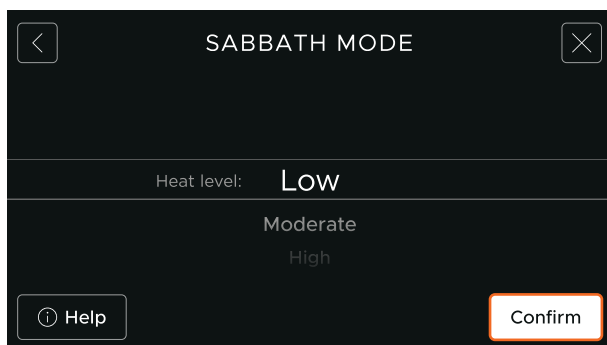 SABBATH MODE
Heat level: Low
Moderate
High
Help
Confirm